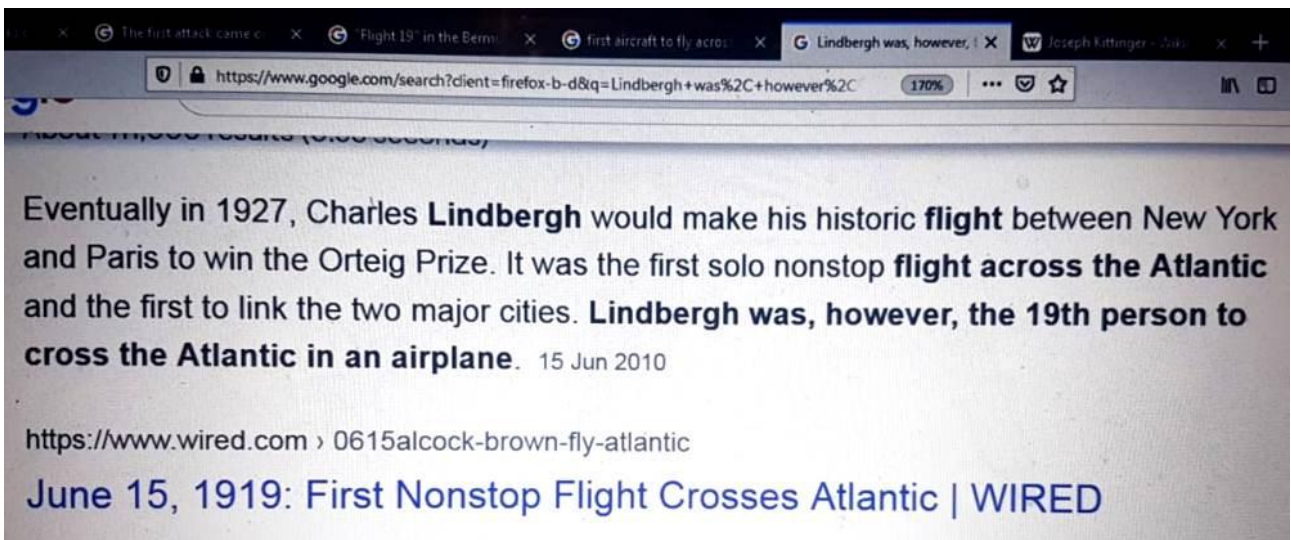 The first attack came c
"Flight 19" in the Bermu
first aircraft to fly acros
Lindbergh was, however, t
Joseph Kittinger - Wiki
https://www.google.com/search?client=firefox-b-d&q=Lindbergh+was%2C+however%2C
170%
Eventually in 1927, Charles Lindbergh would make his historic flight between New York
and Paris to win the Orteig Prize. It was the first solo nonstop flight across the Atlantic
and the first to link the two major cities. Lindbergh was, however, the 19th person to
cross the Atlantic in an airplane. 15 Jun 2010
https://www.wired.com › 0615alcock-brown-fly-atlantic
June 15, 1919: First Nonstop Flight Crosses Atlantic | WIRED